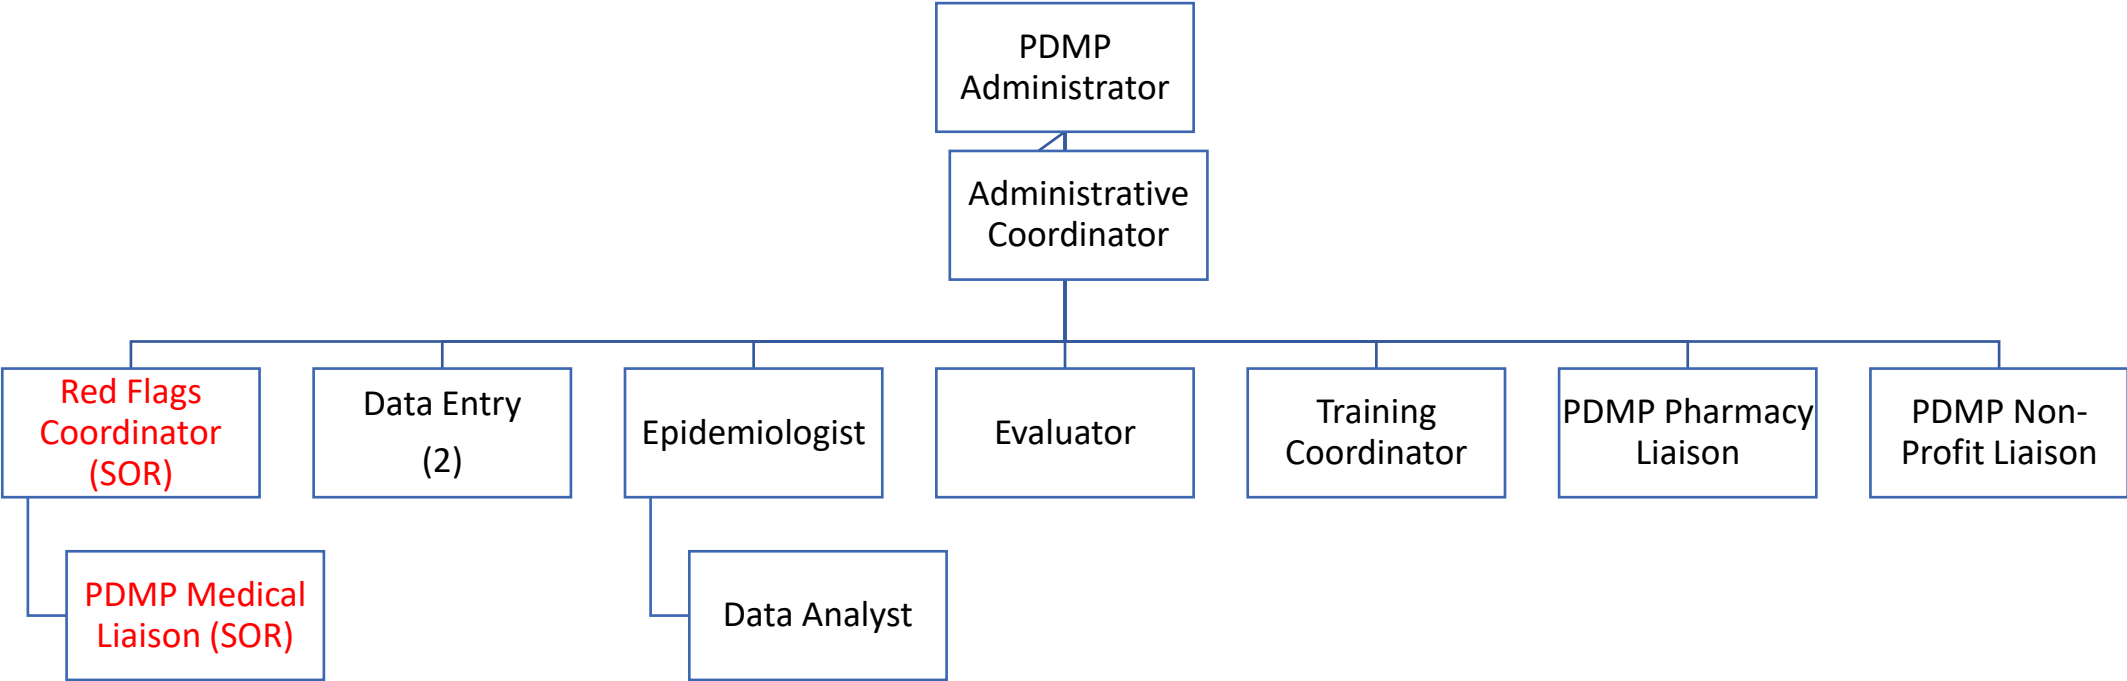 PDMP
Administrator
Administrative
Coordinator
Red Flags
Coordinator
(SOR)
Data Entry
(2)
Epidemiologist
Evaluator
Training
Coordinator
PDMP Pharmacy
Liaison
PDMP Non-
Profit Liaison
PDMP Medical
Liaison (SOR)
Data Analyst